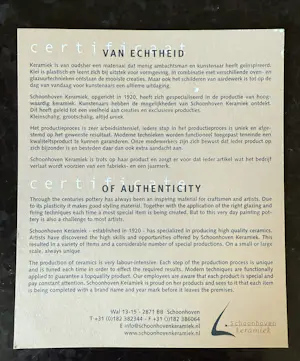 certificaat
VAN ECHTHEID
Keramiek is van oudsher een materiaal dat menig ambachtsman en kunstenaar heeft geïnspireerd.
Klei is plastisch en leent zich bij uitstek voor vormgeving. In combinatie met verschillende oven- en
glazuurtechnieken ontstaan de mooiste creaties. Maar ook het schilderen van aardewerk is tot op de
dag van vandaag voor kunstenaars een ultieme uitdaging.
Schoonhoven Keramiek, opgericht in 1920, heeft zich gespecialiseerd in de productie van hoog-
waardig keramiek. Kunstenaars hebben de mogelijkheden van Schoonhoven Keramiek ontdekt.
Dit heeft geleid tot een veelheid aan creaties en exclusieve producties.
Kleinschalig, grootschalig, altijd uniek
Het productieproces is zeer arbeidsintensief, iedere stap in het productieproces is uniek en afge-
stemd op het gewenste resultaat. Moderne technieken worden functioneel toegepast teneinde een
kwaliteitsprodukt te kunnen garanderen. Onze medewerkers zijn zich bewust dat ieder product op
zich bijzonder is en besteden daar dan ook extra aandacht aan.
Schoonhoven Keramiek is trots op haar product en zorgt er voor dat ieder artikel wat het bedrijf
verlaat wordt voorzien van een fabrieks- en een jaarmerk.
certificate
OF AUTHENTICITY
Through the centuries pottery has always been an inspiring material for craftsmen and artists. Due
to its plasticity it makes good styling material. Together with the application of the right glazing and
firing techniques each time a most special item is being created. But to this very day painting pot-
tery is also a challenge to most artists.
Schoonhoven Keramiek - established in 1920 - has specialised in producing high quality ceramics.
Artists have discovered the high skills and opportunities offered by Schoonhoven Keramiek. This
resulted in a variety of items and a considerable number of special productions. On a small or large
scale, always unique
The production of ceramics is very labour-intensive. Each step of the production process is unique
and is tuned each time in order to effect the required results. Modern techniques are functionally
applied to guarantee a topquality product. Our employees are aware that each product is special and
pay constant attention. Schoonhoven Keramiek is proud on her products and sees to it that each item
is being completed with a brand name and year mark before it leaves the premises.
Wal 13-15 - 2871 BB Schoonhoven
T +31 (0)182 382344 - F +31 (0)182 386064
E info@schoonhovenkeramiek.nl
www.schoonhovenkeramiek.nl
Schoonhoven
Keramiek